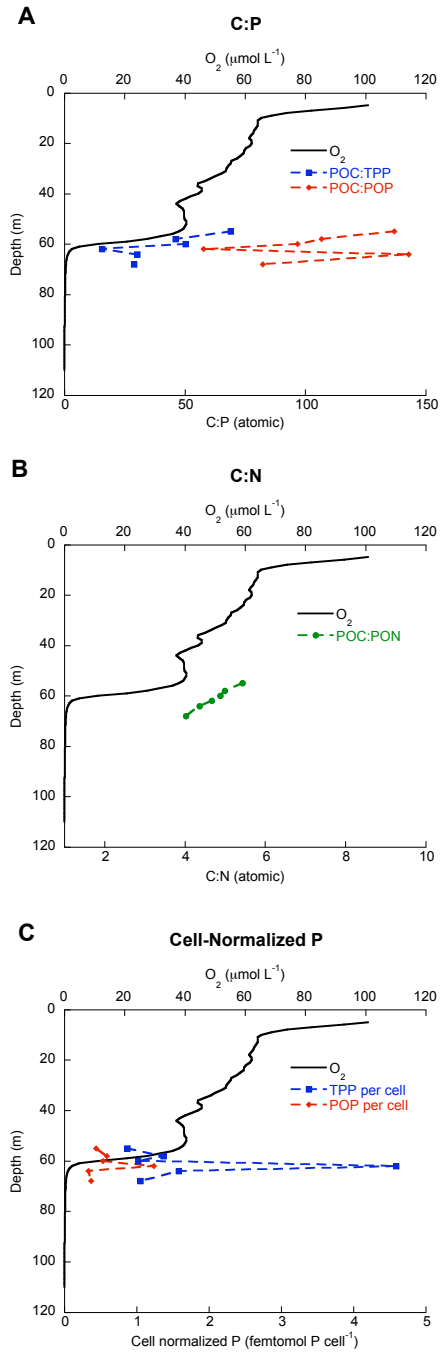 A
C:P
O₂ (μmol L⁻¹)
0 20 40 60 80 100 120
0
20
40
60
80
100
120
Depth (m)
O₂
POC:TPP
POC:POP
0 50 100 150
C:P (atomic)
B
C:N
O₂ (μmol L⁻¹)
0 20 40 60 80 100 120
0
20
40
60
80
100
120
Depth (m)
O₂
POC:PON
2 4 6 8 10
C:N (atomic)
C
Cell-Normalized P
O₂ (μmol L⁻¹)
0 20 40 60 80 100 120
0
20
40
60
80
100
120
Depth (m)
O₂
TPP per cell
POP per cell
0 1 2 3 4 5
Cell normalized P (femtomol P cell⁻¹)